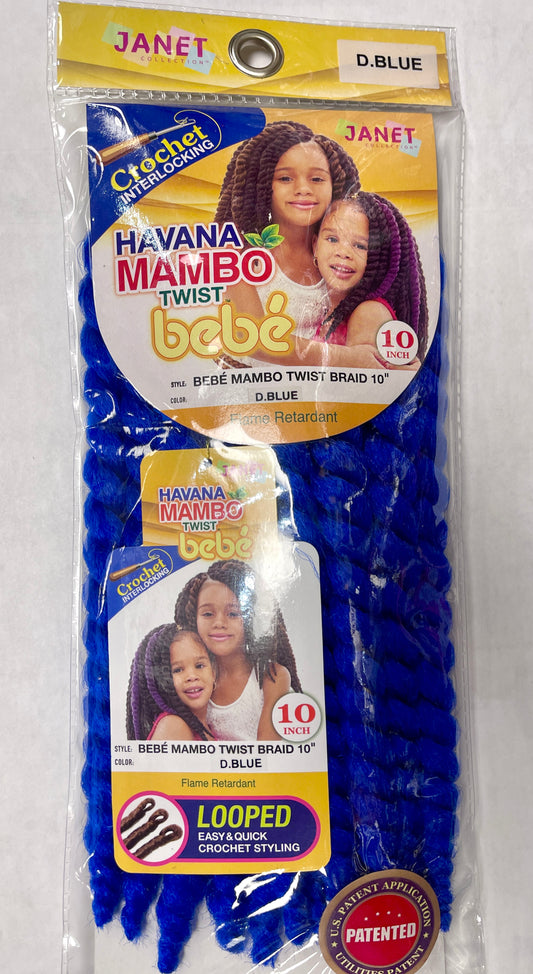 JANET
COLLECTION™
D.BLUE
Crochet
INTERLOCKING
JANET
COLLECTION™
HAVANA
MAMBO
TWIST
bebé
10
INCH
STYLE: BEBÉ MAMBO TWIST BRAID 10"
COLOR: D.BLUE
Flame Retardant
HAVANA
MAMBO
TWIST
bebé
Crochet
INTERLOCKING
10
INCH
STYLE: BEBÉ MAMBO TWIST BRAID 10"
COLOR: D.BLUE
Flame Retardant
LOOPED
EASY & QUICK
CROCHET STYLING
U.S. PATENT APPLICATION
PATENTED
UTILITIES PATENT